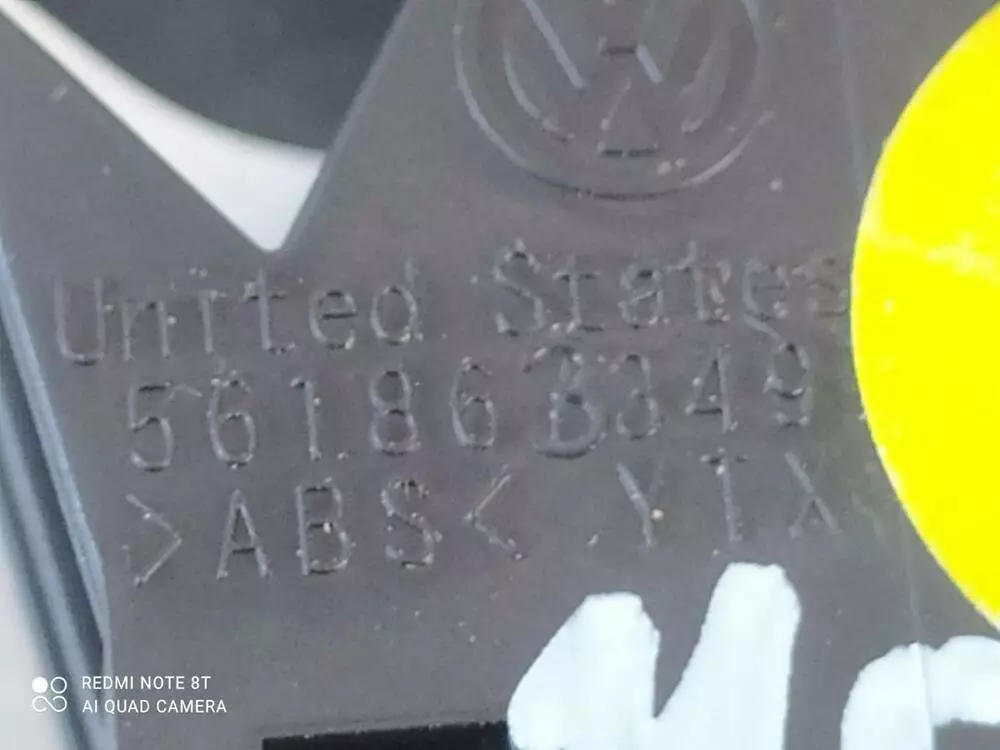 United States
561863349
>ABS< YTX
REDMI NOTE 8T
AI QUAD CAMERA